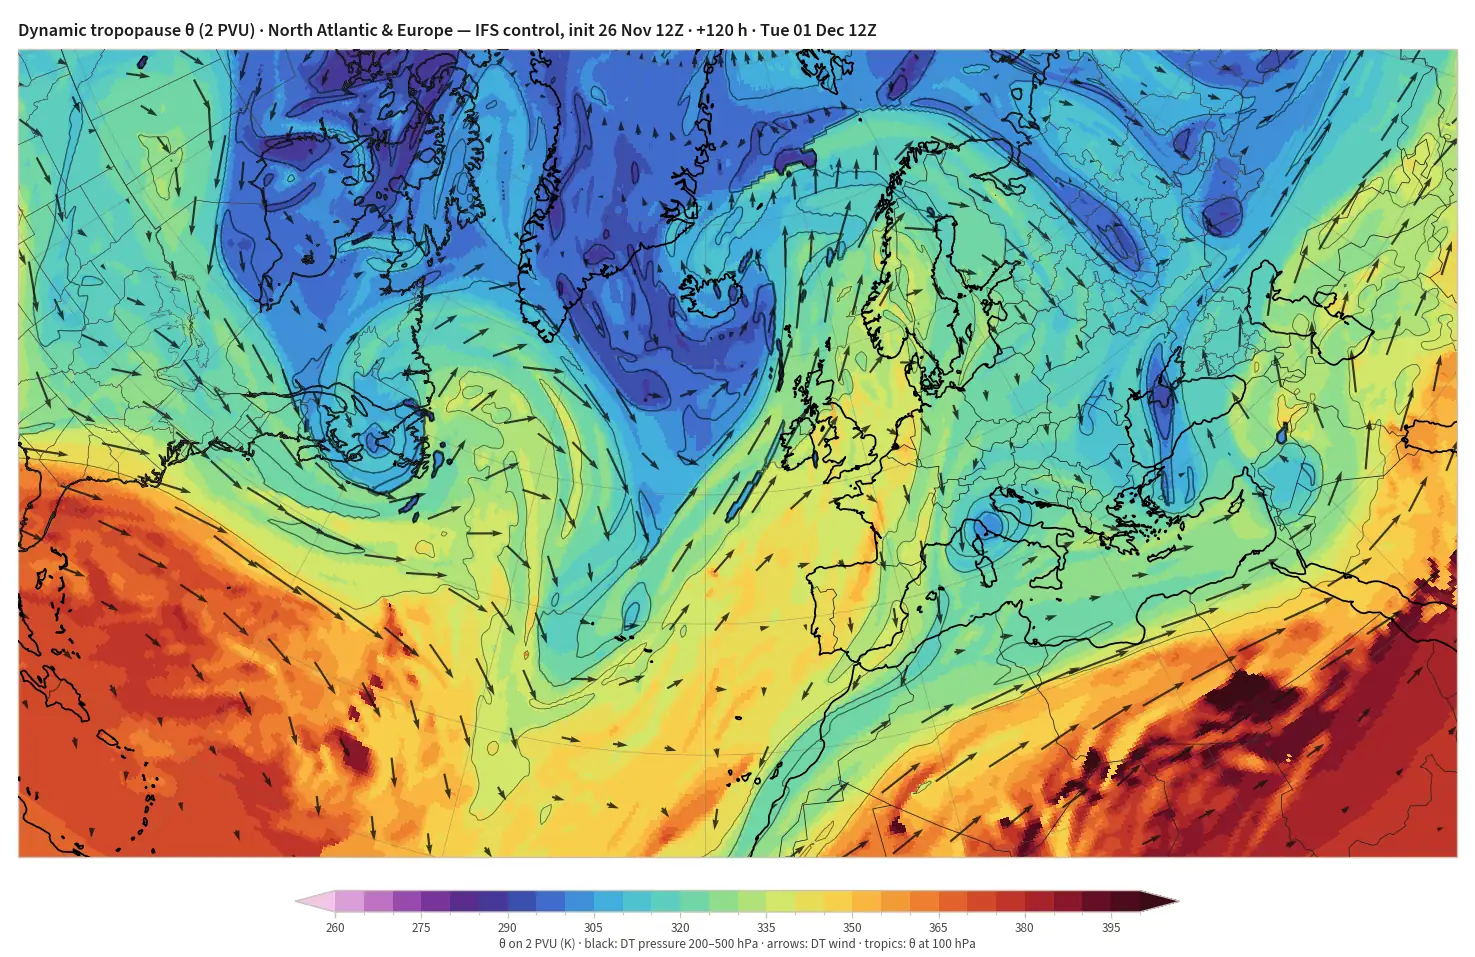 Dynamic tropopause θ (2 PVU) · North Atlantic & Europe — IFS control, init 26 Nov 12Z · +120 h · Tue 01 Dec 12Z
260 275 290 305 320 335 350 365 380 395
θ on 2 PVU (K) · black: DT pressure 200–500 hPa · arrows: DT wind · tropics: θ at 100 hPa